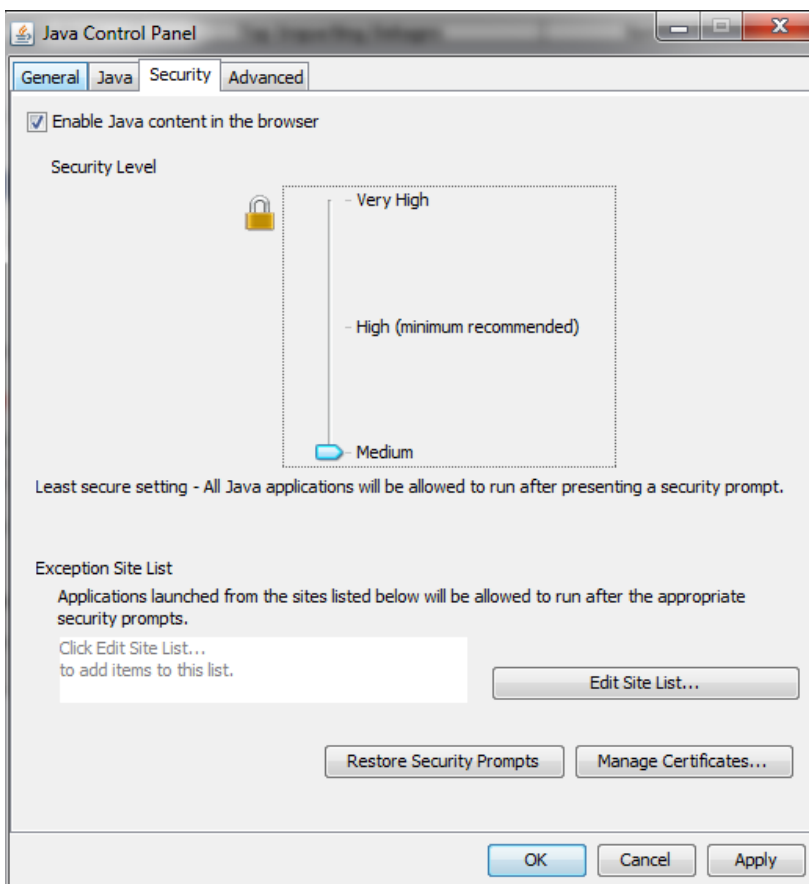 Java Control Panel
General Java Security Advanced
Enable Java content in the browser
Security Level
Very High
High (minimum recommended)
Medium
Least secure setting - All Java applications will be allowed to run after presenting a security prompt.
Exception Site List
Applications launched from the sites listed below will be allowed to run after the appropriate
security prompts.
Click Edit Site List...
to add items to this list.
Edit Site List...
Restore Security Prompts Manage Certificates...
OK Cancel Apply